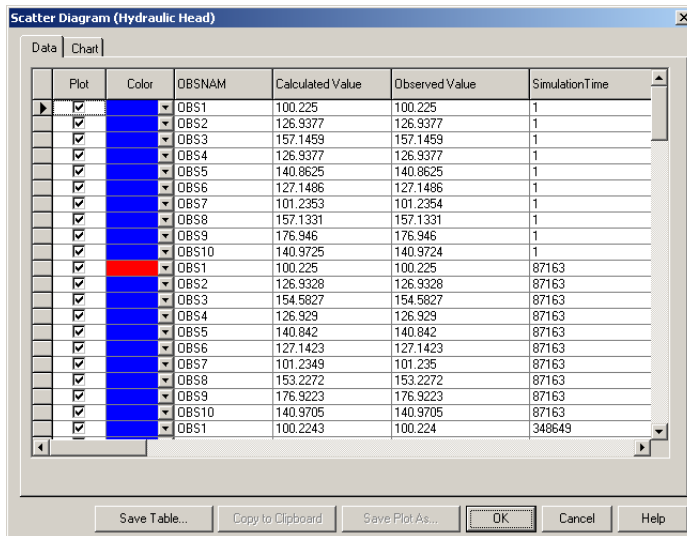 Scatter Diagram (Hydraulic Head)
Data Chart
Plot Color OBSNAM Calculated Value Observed Value SimulationTime
OBS1 100.225 100.225 1
OBS2 126.9377 126.9377 1
OBS3 157.1459 157.1459 1
OBS4 126.9377 126.9377 1
OBS5 140.8625 140.8625 1
OBS6 127.1486 127.1486 1
OBS7 101.2353 101.2354 1
OBS8 157.1331 157.1331 1
OBS9 176.946 176.946 1
OBS10 140.9725 140.9724 1
OBS1 100.225 100.225 87163
OBS2 126.9328 126.9328 87163
OBS3 154.5827 154.5827 87163
OBS4 126.929 126.929 87163
OBS5 140.842 140.842 87163
OBS6 127.1423 127.1423 87163
OBS7 101.2349 101.235 87163
OBS8 153.2272 153.2272 87163
OBS9 176.9223 176.9223 87163
OBS10 140.9705 140.9705 87163
OBS1 100.2243 100.224 348649
Save Table... Copy to Clipboard Save Plot As... OK Cancel Help